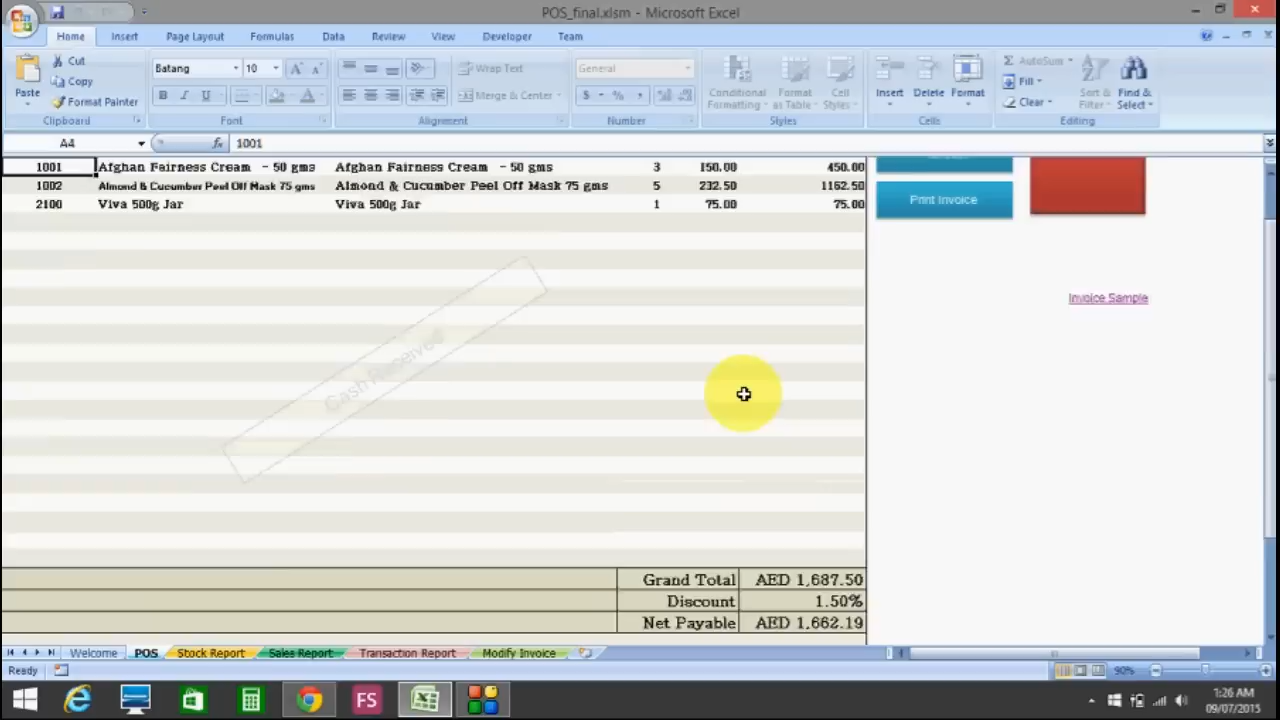 POS_final.xlsm - Microsoft Excel
Home Insert Page Layout Formulas Data Review View Developer Team
Paste Cut Copy Format Painter
Batang 10
B I U
Wrap Text
Merge & Center
General
$ % ,
Conditional Formatting Format as Table Cell Styles
Insert Delete Format
Σ AutoSum Fill Clear
Sort & Filter Find & Select
Clipboard Font Alignment Number Styles Cells Editing
A4 fx 1001
1001 Afghan Fairness Cream - 50 gms Afghan Fairness Cream - 50 gms 3 150.00 450.00
1002 Almond & Cucumber Peel Off Mask 75 gms Almond & Cucumber Peel Off Mask 75 gms 5 232.50 1162.50
2100 Viva 500g Jar Viva 500g Jar 1 75.00 75.00
Print Invoice
Invoice Sample
Cash Received
Grand Total AED 1,687.50
Discount 1.50%
Net Payable AED 1,662.19
Welcome POS Stock Report Sales Report Transaction Report Modify Invoice
Ready 90%
FS
1:26 AM
09/07/2015